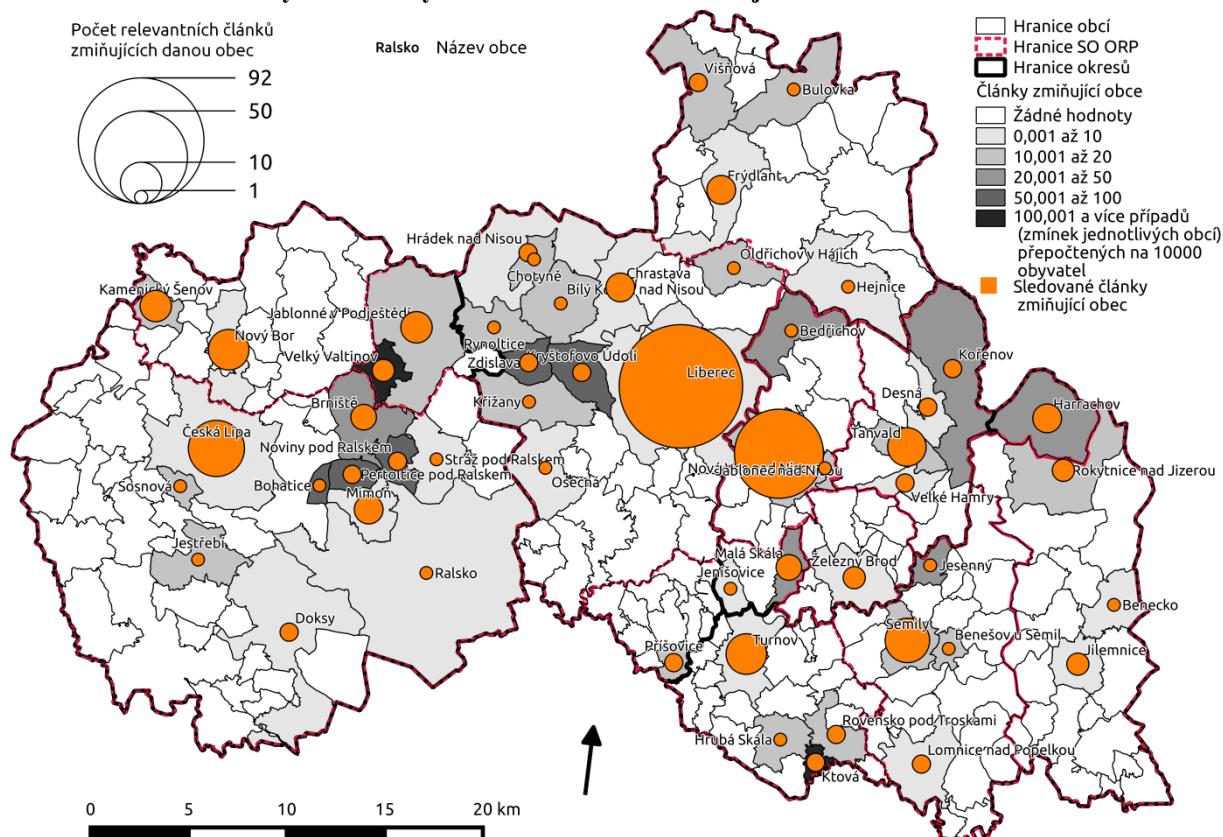 Počet relevantních článků
zmiňujících danou obec
92
50
10
1
Ralsko Název obce
Hranice obcí
Hranice SO ORP
Hranice okresů
Články zmiňující obce
Žádné hodnoty
0,001 až 10
10,001 až 20
20,001 až 50
50,001 až 100
100,001 a více případů
(zmínek jednotlivých obcí)
přepočtených na 10000
obyvatel
Sledované články
zmiňující obec
Višňová
Bulovka
Frýdlant
Hrádek nad Nisou
Chotyně
Oldřichov v Hájích
Hejnice
Bílý K
Chrastava
nad Nisou
Kamenický Šenov
Nový Bor
Jablonné v Podještědí
Velký Valtinov
Rynoltice
Zdislava
Kryštofovo Údolí
Bedřichov
Kořenov
Liberec
Křižany
Desná
Harrachov
Brniště
Česká Lípa
Noviny pod Ralskem
Tanvald
Stráž pod Ralskem
Pertoltice pod Ralskem
Osečná
Jablonec nad Nisou
Rokytnice nad Jizerou
Sosnová
Bohatice
Mimoň
Velké Hamry
Jestřebí
Ralsko
Malá Skála
Jenišovice
Železný Brod
Jesenný
Benecko
Doksy
Příšovice
Turnov
Semily
Benešov u Semil
Jilemnice
Hrubá Skála
Rovensko pod Troskami
Ktová
Lomnice nad Popelkou
0 5 10 15 20 km